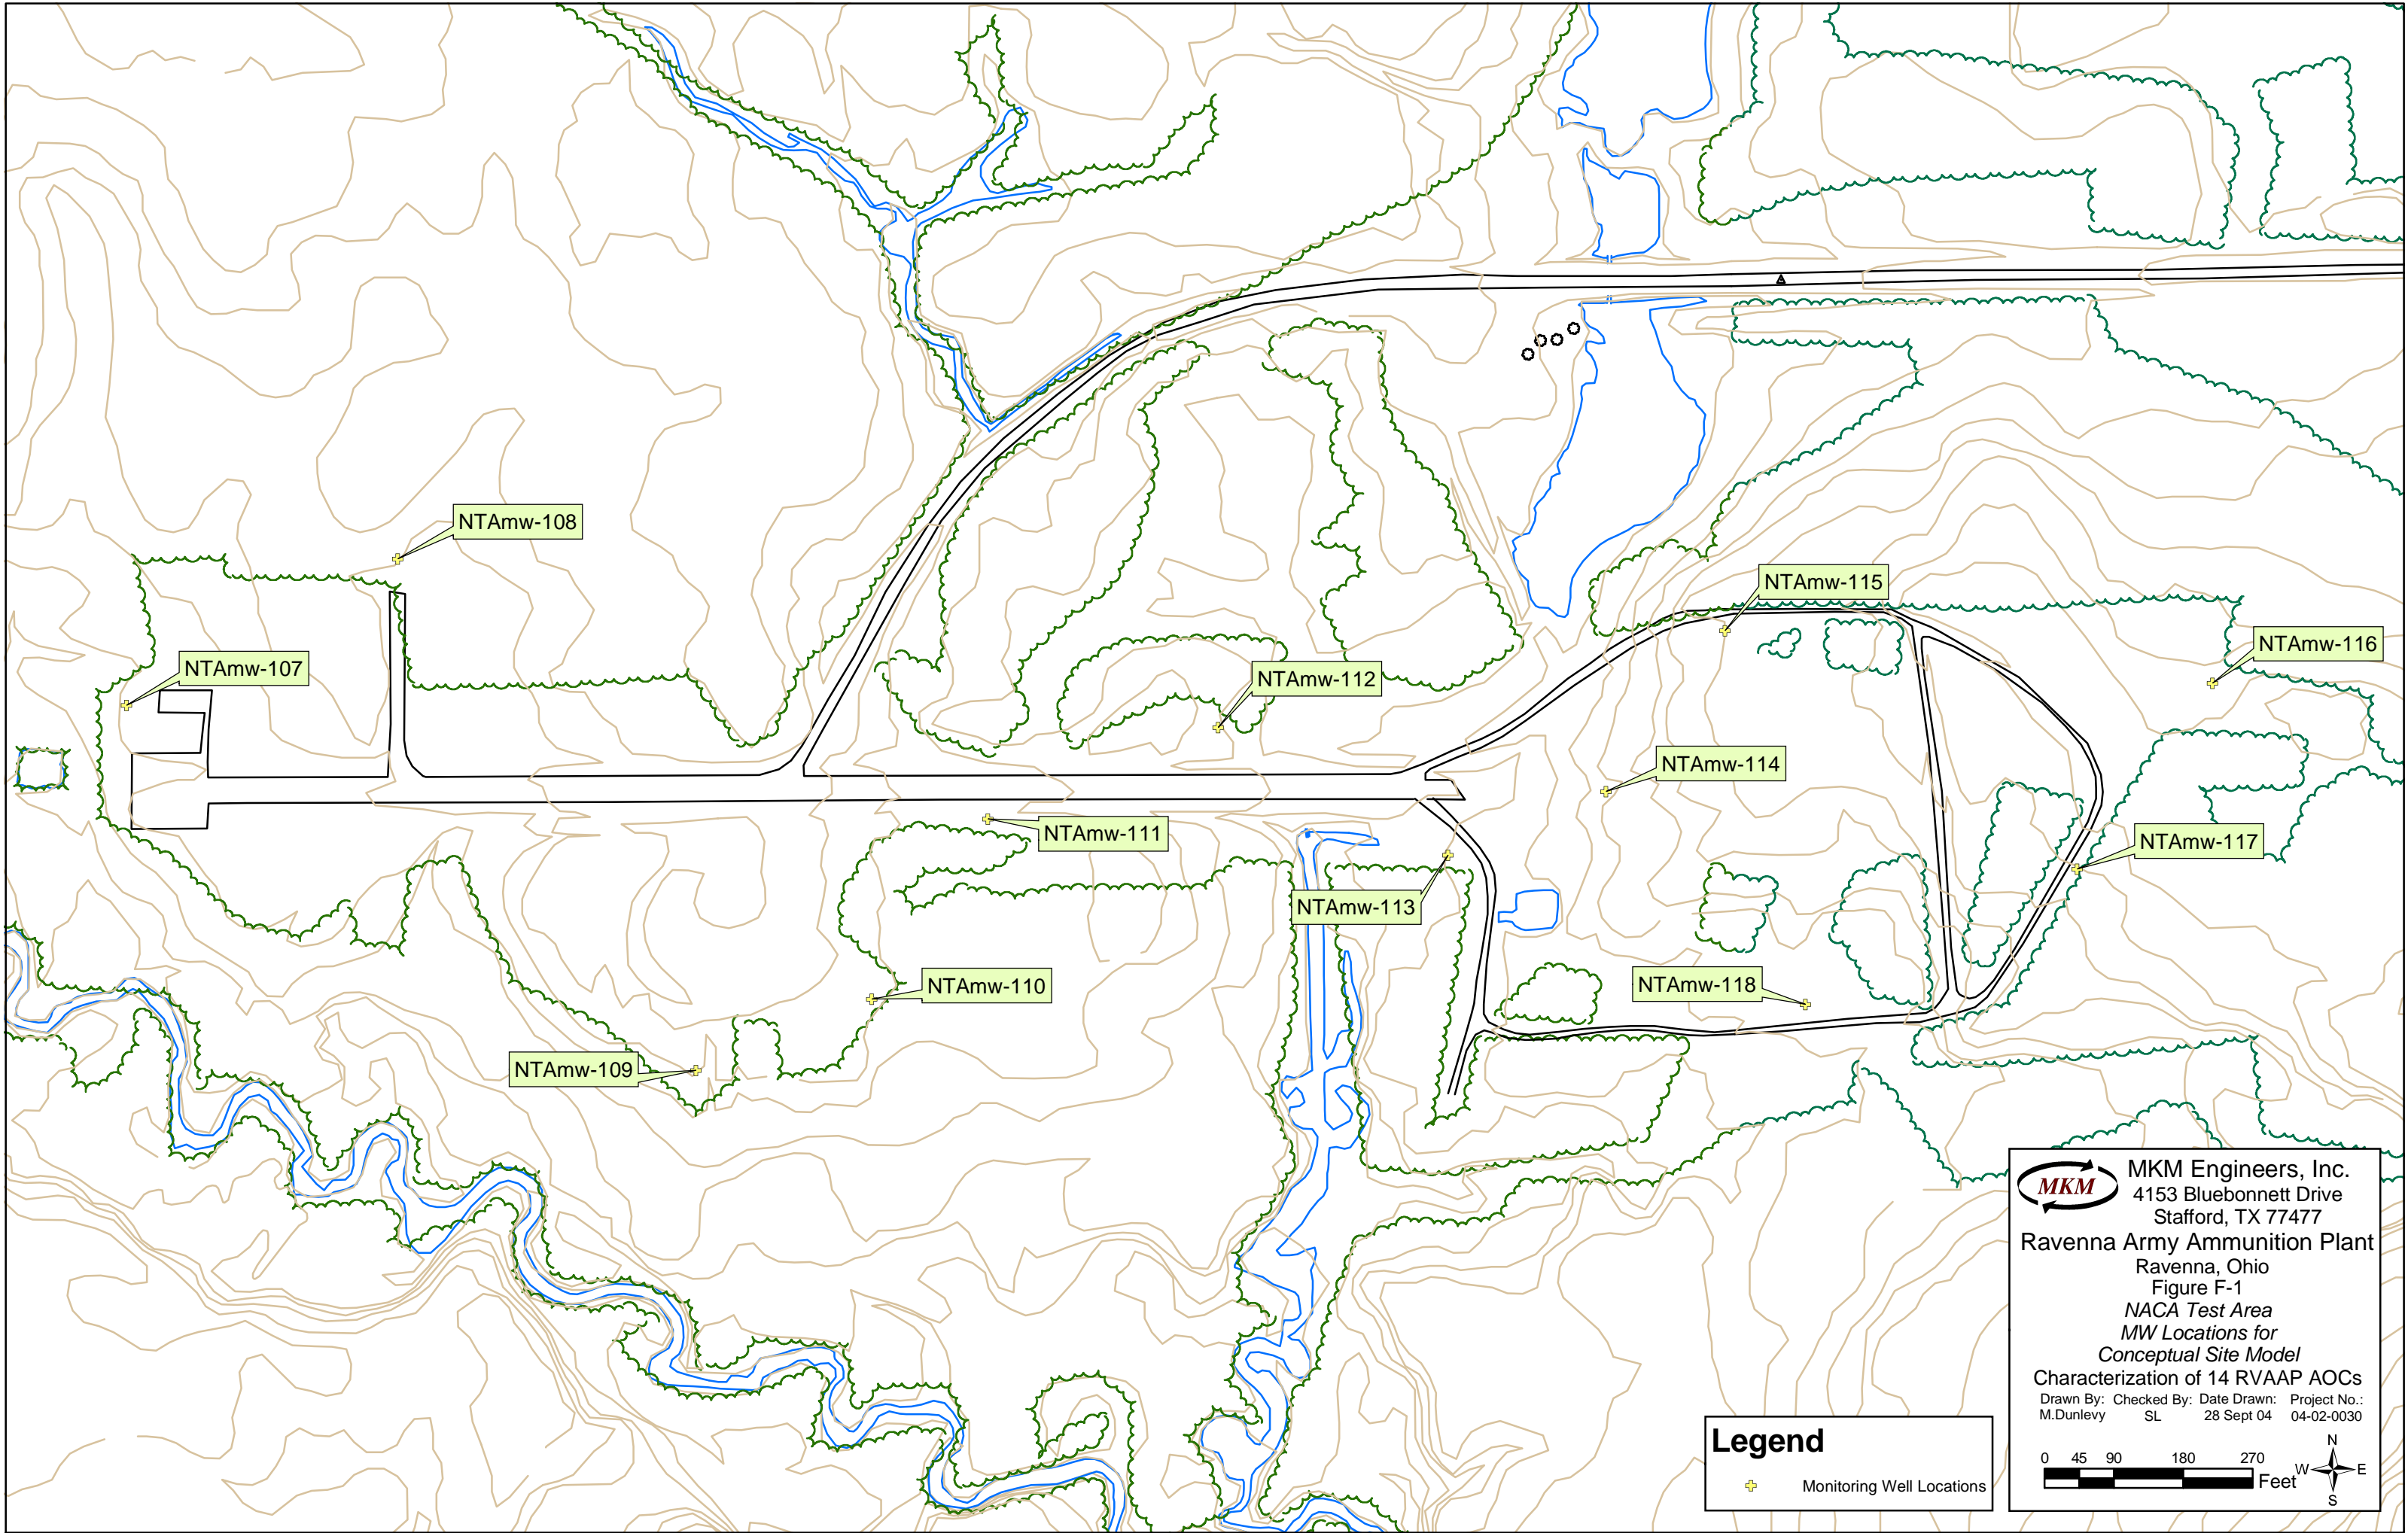 NTAmw-108
NTAmw-115
NTAmw-116
NTAmw-107
NTAmw-112
NTAmw-114
NTAmw-111
NTAmw-117
NTAmw-113
NTAmw-110
NTAmw-118
NTAmw-109
MKM
MKM Engineers, Inc.
4153 Bluebonnett Drive
Stafford, TX 77477
Ravenna Army Ammunition Plant
Ravenna, Ohio
Figure F-1
NACA Test Area
MW Locations for
Conceptual Site Model
Characterization of 14 RVAAP AOCs
Drawn By: Checked By: Date Drawn: Project No.:
M.Dunlevy SL 28 Sept 04 04-02-0030
0 45 90 180 270
Feet
N
W E
S
Legend
Monitoring Well Locations